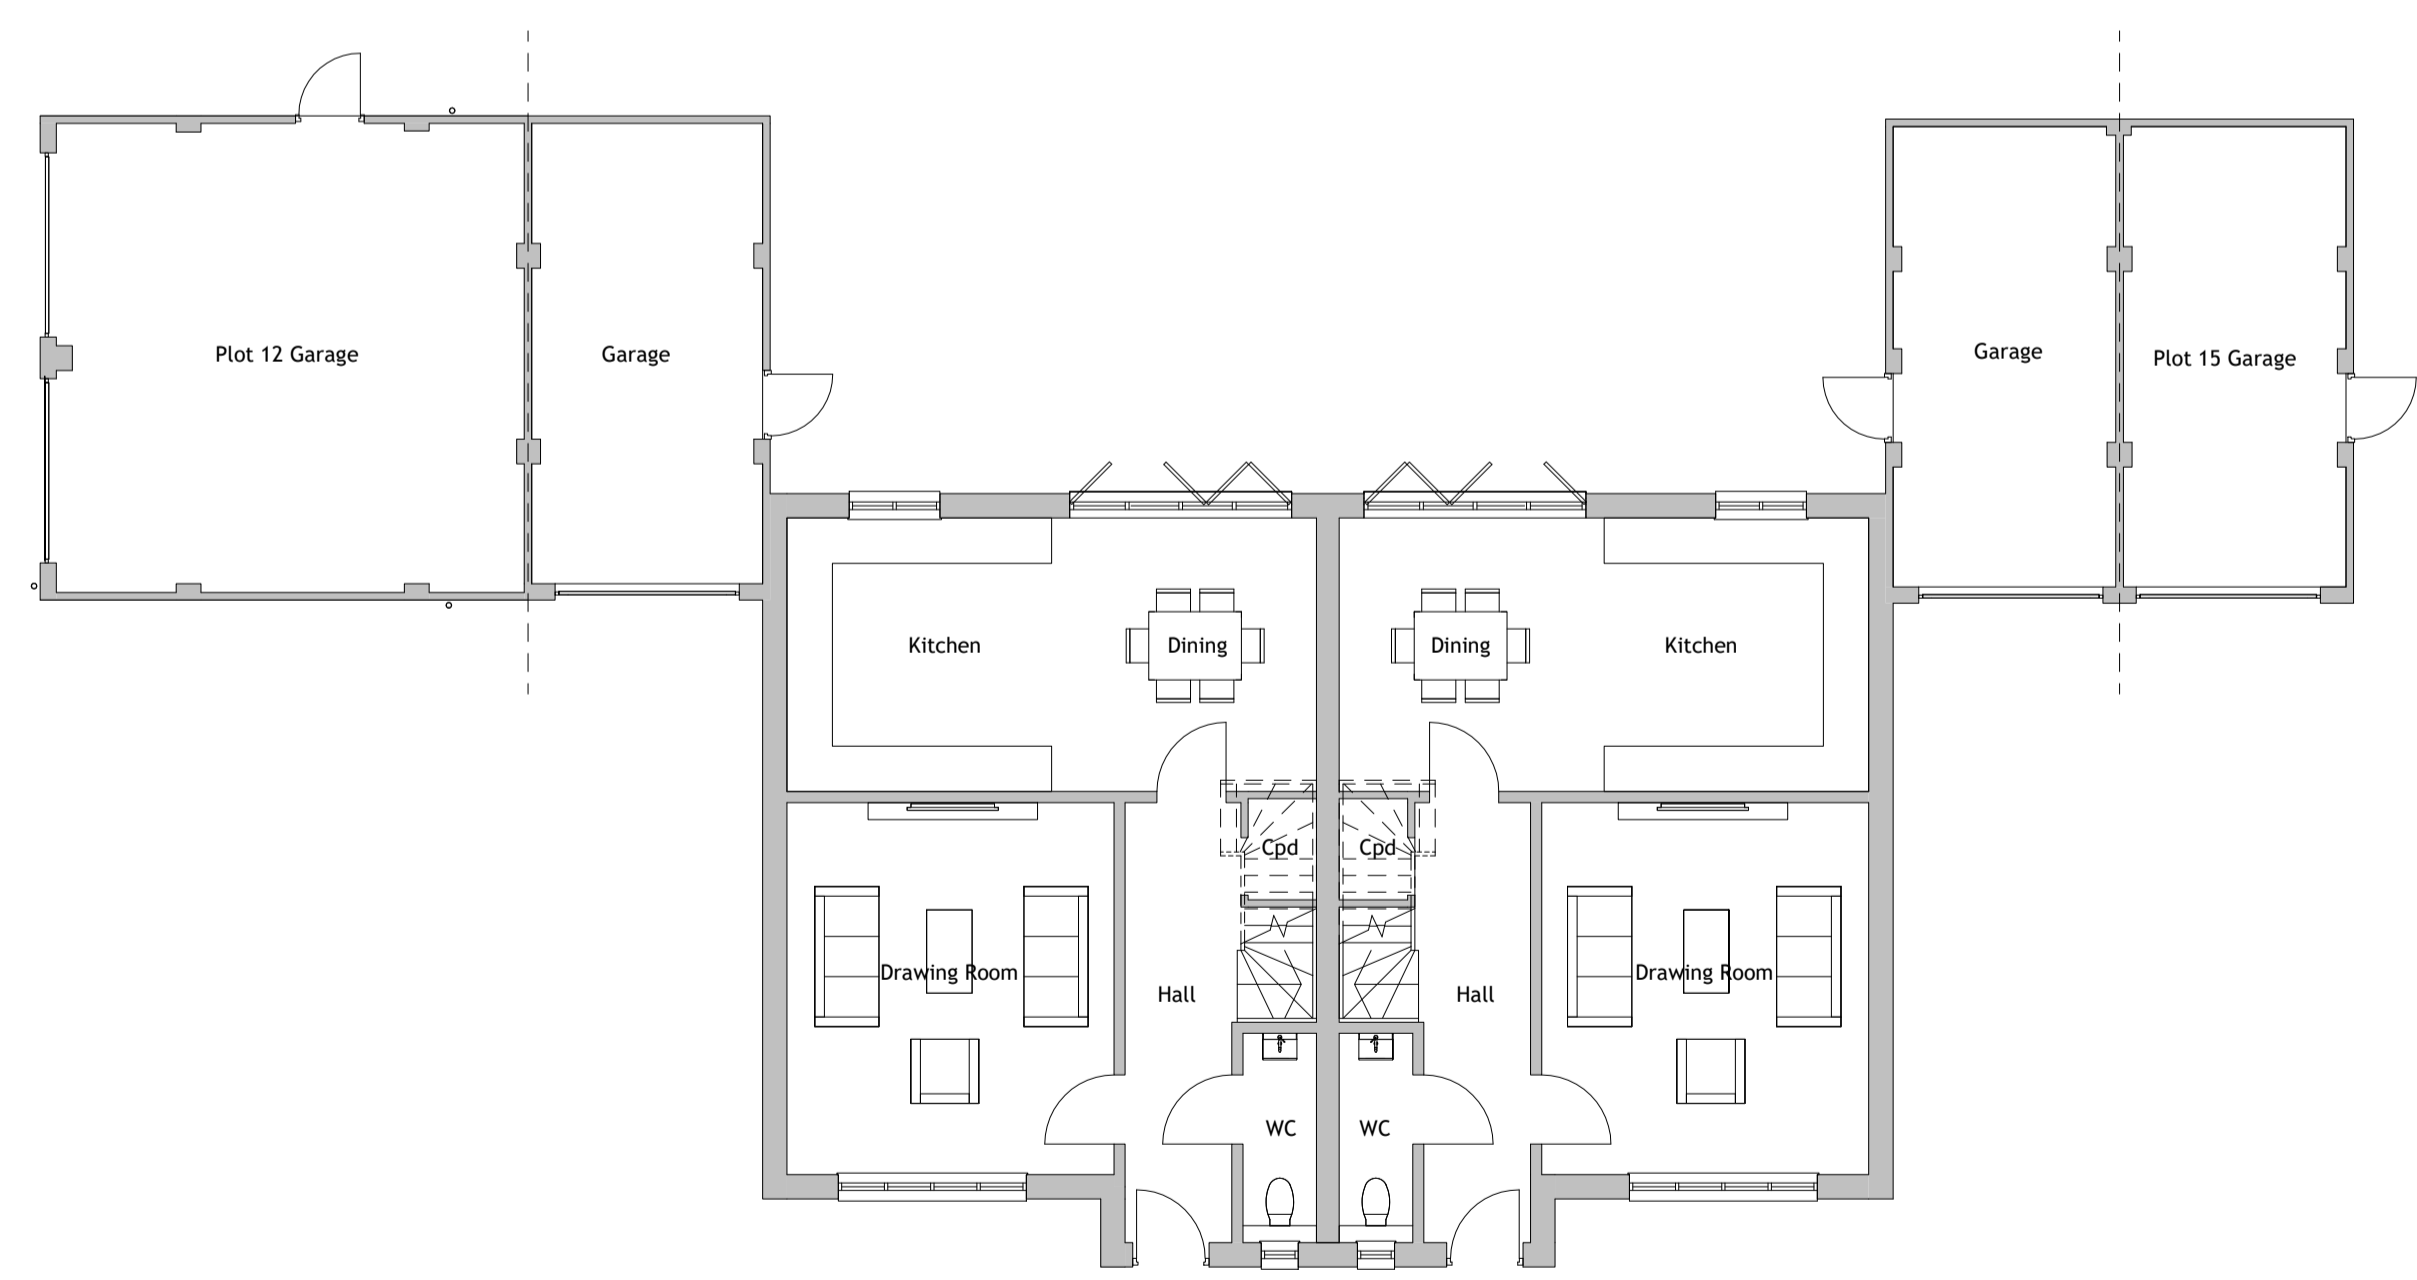 Plot 12 Garage
Garage
Garage
Plot 15 Garage
Kitchen
Dining
Dining
Kitchen
Cpd
Cpd
Drawing Room
Hall
Hall
Drawing Room
WC
WC